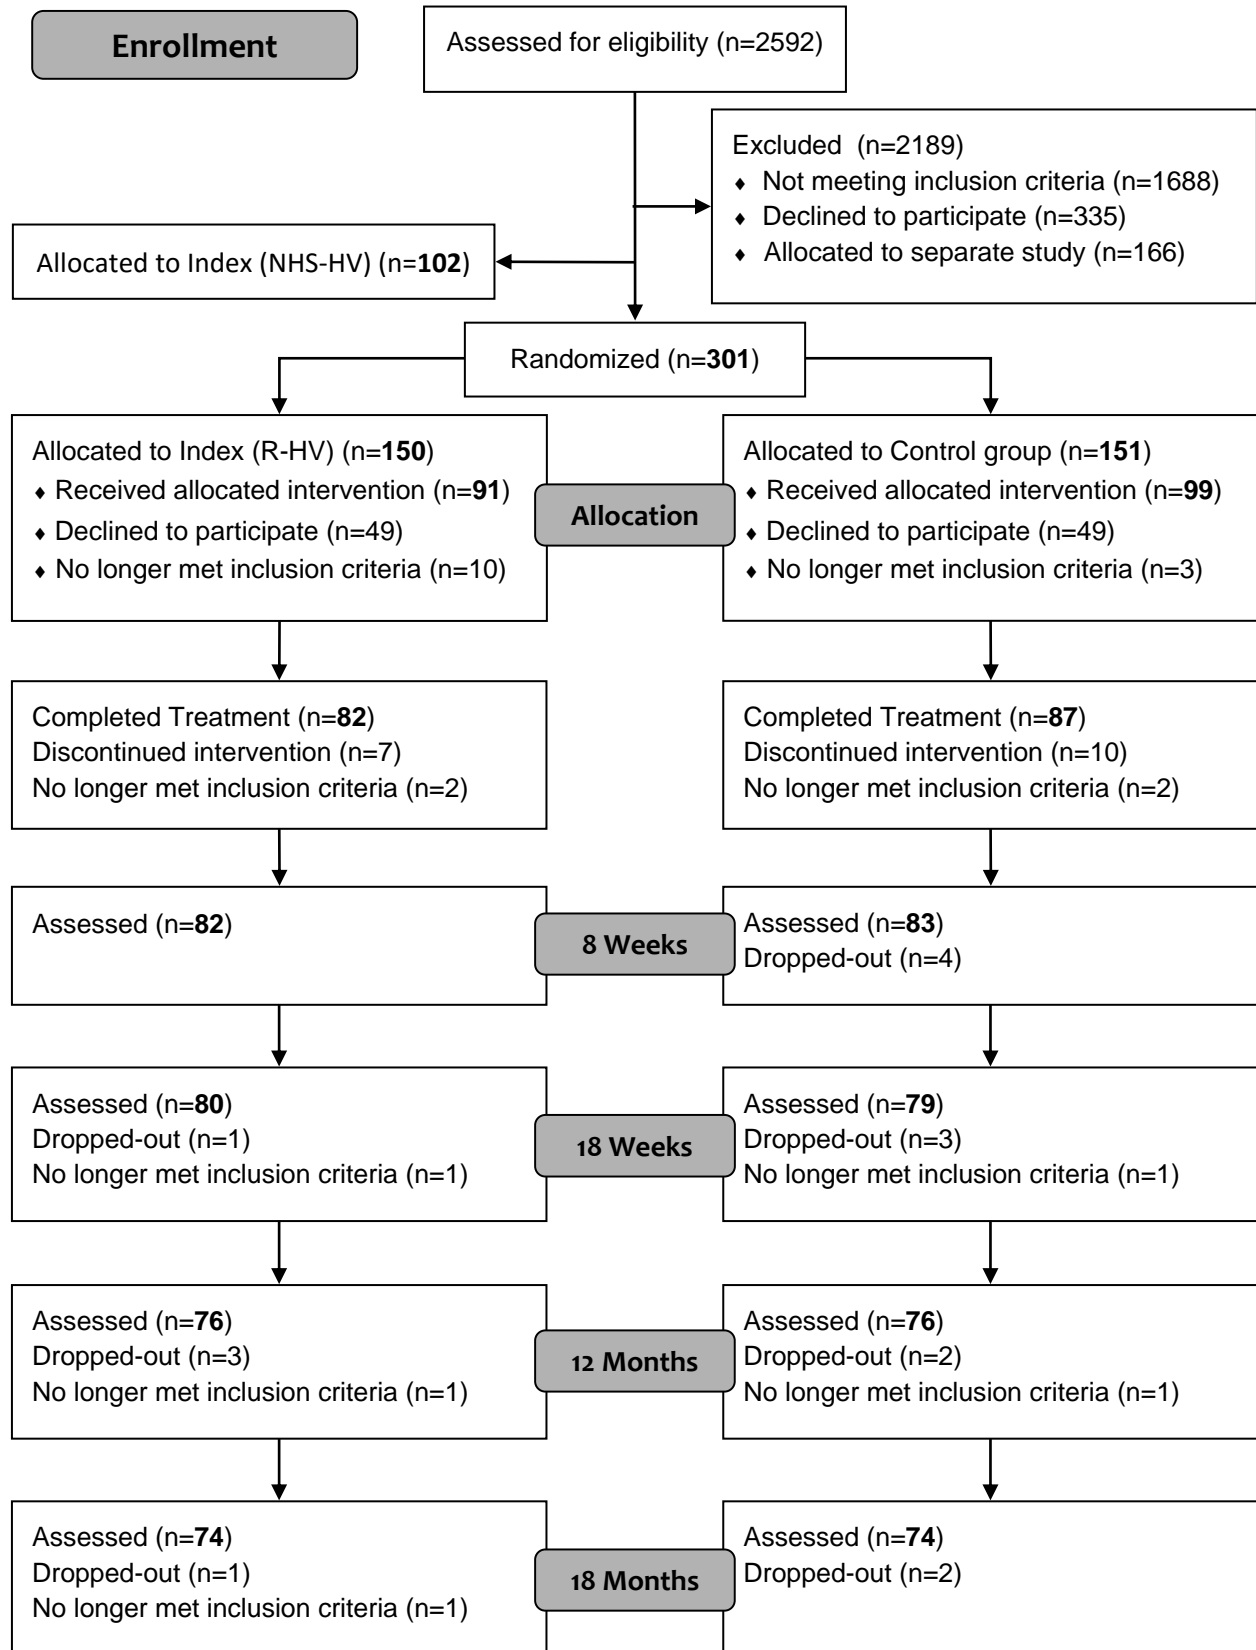 Enrollment
Assessed for eligibility (n=2592)
Excluded (n=2189)
♦ Not meeting inclusion criteria (n=1688)
♦ Declined to participate (n=335)
♦ Allocated to separate study (n=166)
Allocated to Index (NHS-HV) (n=102)
Randomized (n=301)
Allocated to Index (R-HV) (n=150)
♦ Received allocated intervention (n=91)
♦ Declined to participate (n=49)
♦ No longer met inclusion criteria (n=10)
Allocation
Allocated to Control group (n=151)
♦ Received allocated intervention (n=99)
♦ Declined to participate (n=49)
♦ No longer met inclusion criteria (n=3)
Completed Treatment (n=82)
Discontinued intervention (n=7)
No longer met inclusion criteria (n=2)
Completed Treatment (n=87)
Discontinued intervention (n=10)
No longer met inclusion criteria (n=2)
Assessed (n=82)
8 Weeks
Assessed (n=83)
Dropped-out (n=4)
Assessed (n=80)
Dropped-out (n=1)
No longer met inclusion criteria (n=1)
18 Weeks
Assessed (n=79)
Dropped-out (n=3)
No longer met inclusion criteria (n=1)
Assessed (n=76)
Dropped-out (n=3)
No longer met inclusion criteria (n=1)
12 Months
Assessed (n=76)
Dropped-out (n=2)
No longer met inclusion criteria (n=1)
Assessed (n=74)
Dropped-out (n=1)
No longer met inclusion criteria (n=1)
18 Months
Assessed (n=74)
Dropped-out (n=2)